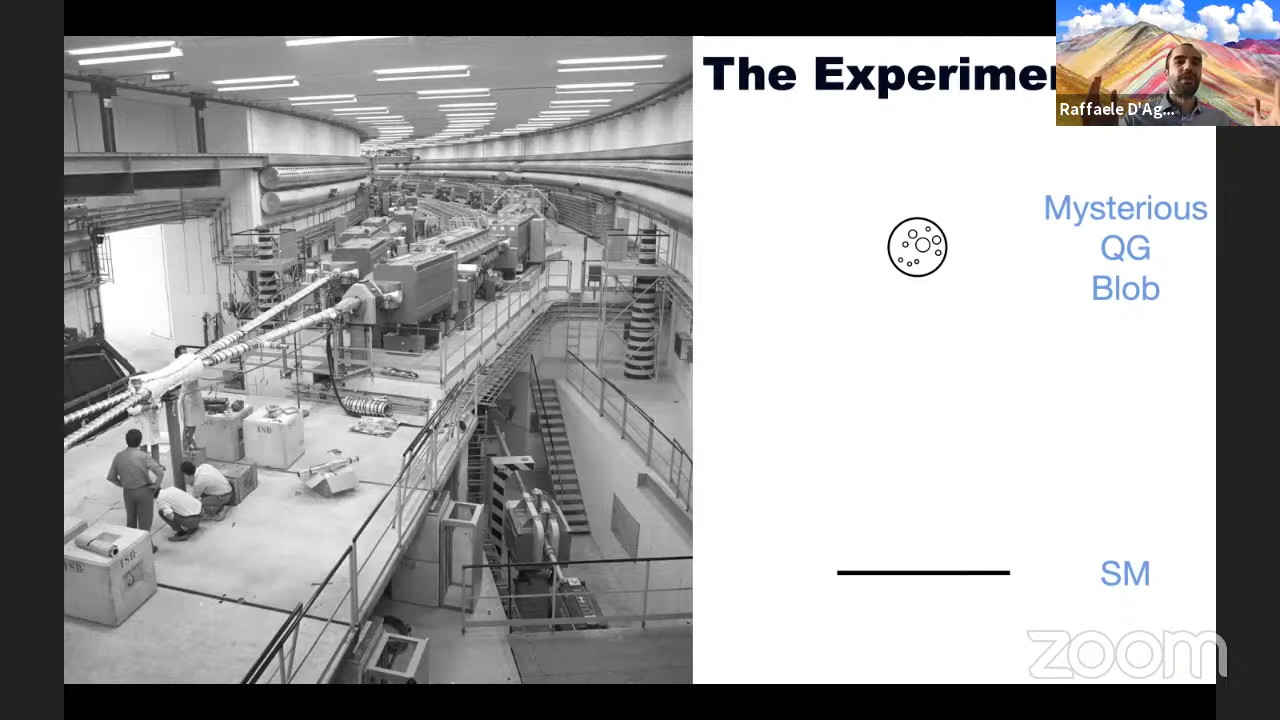 The Experimen
Raffaele D'Ag...
Mysterious
QG
Blob
SM
zoom
ISR
ISR
ISR